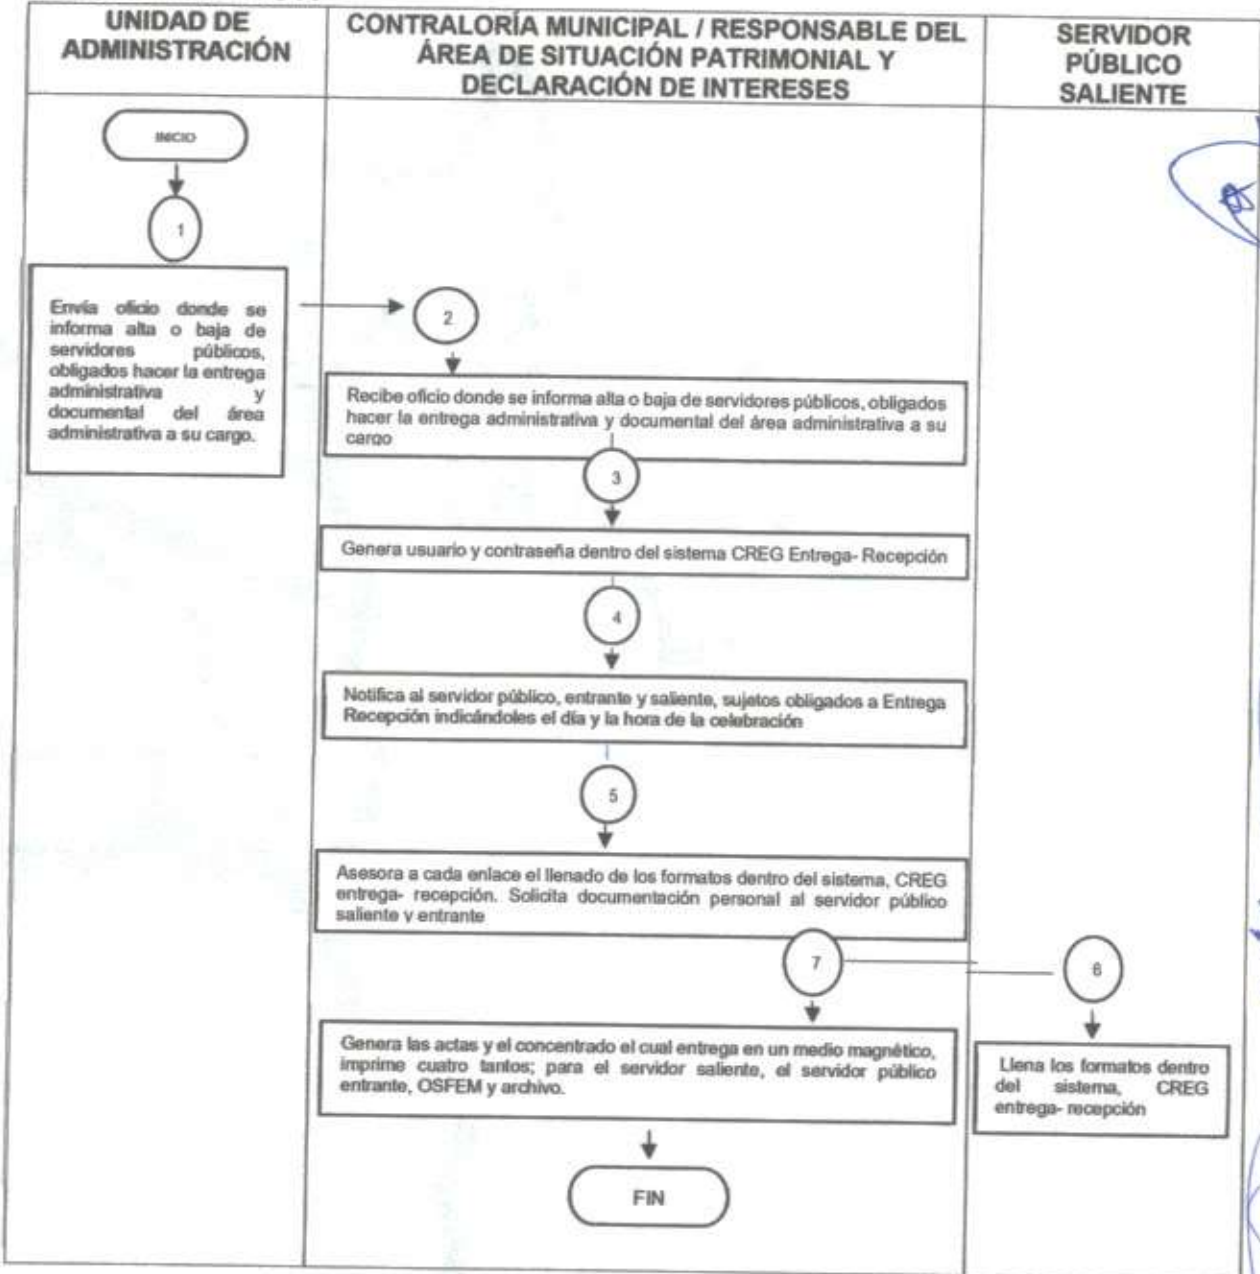 UNIDAD DE
ADMINISTRACIÓN
CONTRALORÍA MUNICIPAL / RESPONSABLE DEL
ÁREA DE SITUACIÓN PATRIMONIAL Y
DECLARACIÓN DE INTERESES
SERVIDOR
PÚBLICO
SALIENTE
INICIO
1
Envía oficio donde se
informa alta o baja de
servidores públicos,
obligados hacer la entrega
administrativa y
documental del área
administrativa a su cargo.
2
Recibe oficio donde se informa alta o baja de servidores públicos, obligados
hacer la entrega administrativa y documental del área administrativa a su
cargo
3
Genera usuario y contraseña dentro del sistema CREG Entrega- Recepción
4
Notifica al servidor público, entrante y saliente, sujetos obligados a Entrega
Recepción indicándoles el día y la hora de la celebración
5
Asesora a cada enlace el llenado de los formatos dentro del sistema, CREG
entrega- recepción. Solicita documentación personal al servidor público
saliente y entrante
7
6
Genera las actas y el concentrado el cual entrega en un medio magnético,
imprime cuatro tantos; para el servidor saliente, el servidor público
entrante, OSFEM y archivo.
Llena los formatos dentro
del sistema, CREG
entrega- recepción
FIN